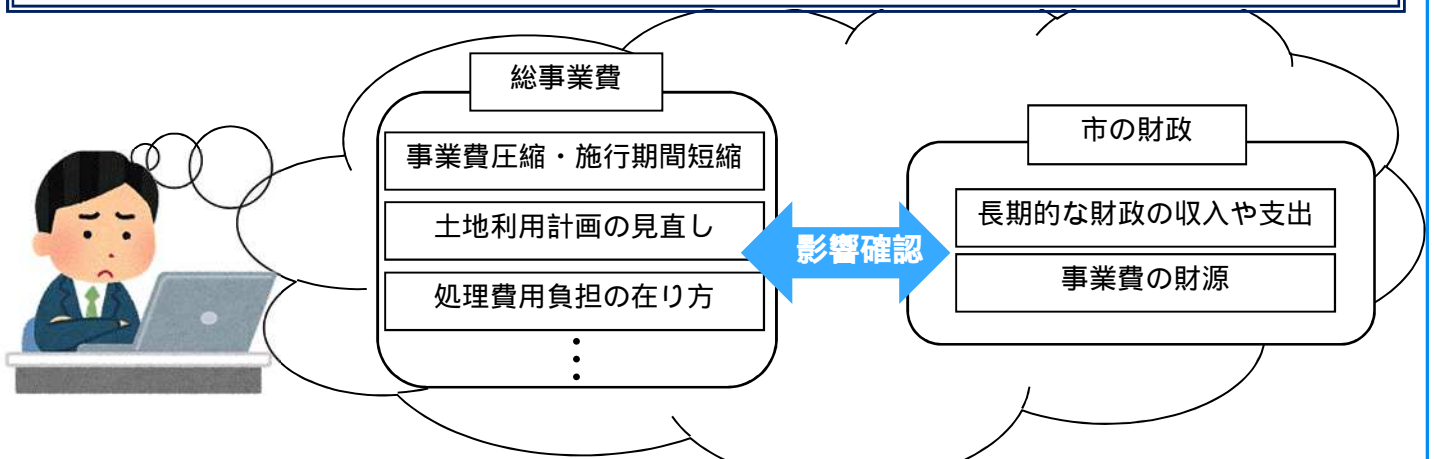 総事業費
事業費圧縮・施行期間短縮
土地利用計画の見直し
処理費用負担の在り方
⋮
影響確認
市の財政
長期的な財政の収入や支出
事業費の財源